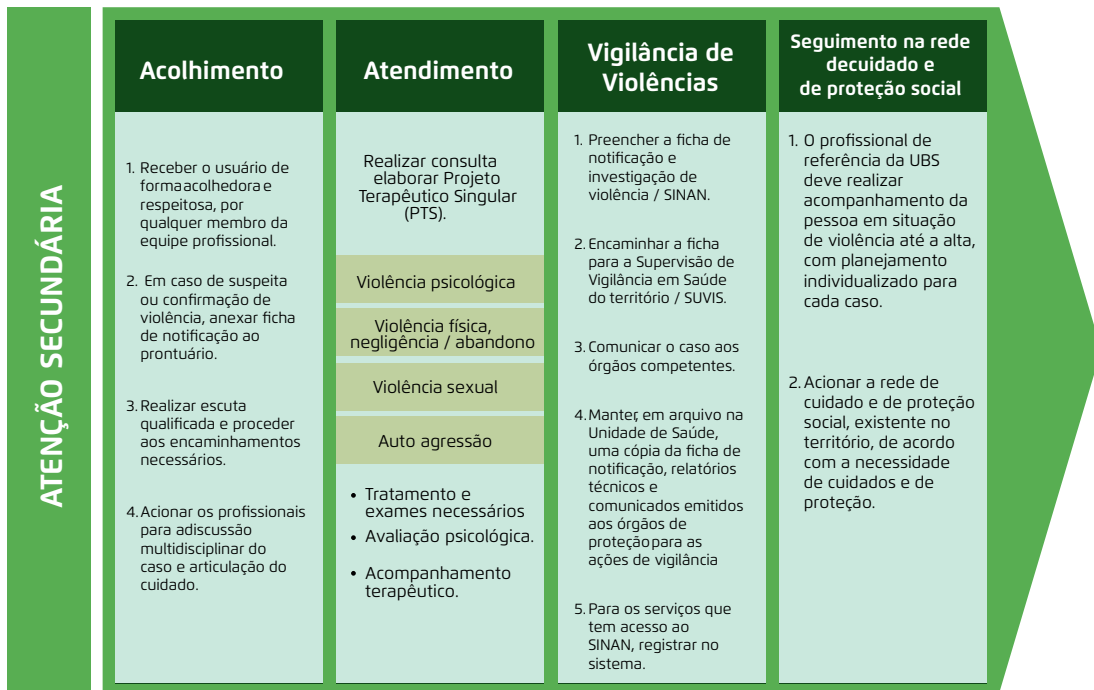 ATENÇÃO SECUNDÁRIA
Acolhimento
1. Receber o usuário de
formaacolhedora e
respeitosa, por
qualquer membro da
equipe profissional.
2. Em caso de suspeita
ou confirmação de
violência, anexar ficha
de notificação ao
prontuário.
3. Realizar escuta
qualificada e proceder
aos encaminhamentos
necessários.
4. Acionar os profissionais
para adiscussão
multidisciplinar do
caso e articulação do
cuidado.
Atendimento
Realizar consulta
elaborar Projeto
Terapêutico Singular
(PTS).
Violência psicológica
Violência física,
negligência / abandono
Violência sexual
Auto agressão
• Tratamento e
exames necessários
• Avaliação psicológica.
• Acompanhamento
terapêutico.
Vigilância de
Violências
1. Preencher a ficha de
notificação e
investigação de
violência / SINAN.
2. Encaminhar a ficha
para a Supervisão de
Vigilância em Saúde
do território / SUVIS.
3. Comunicar o caso aos
órgãos competentes.
4. Manter, em arquivo na
Unidade de Saúde,
uma cópia da ficha de
notificação, relatórios
técnicos e
comunicados emitidos
aos órgãos de
proteção para as
ações de vigilância
5. Para os serviços que
tem acesso ao
SINAN, registrar no
sistema.
Seguimento na rede
decuidado e
de proteção social
1. O profissional de
referência da UBS
deve realizar
acompanhamento da
pessoa em situação
de violência até a alta,
com planejamento
individualizado para
cada caso.
2. Acionar a rede de
cuidado e de proteção
social, existente no
território, de acordo
com a necessidade
de cuidados e de
proteção.